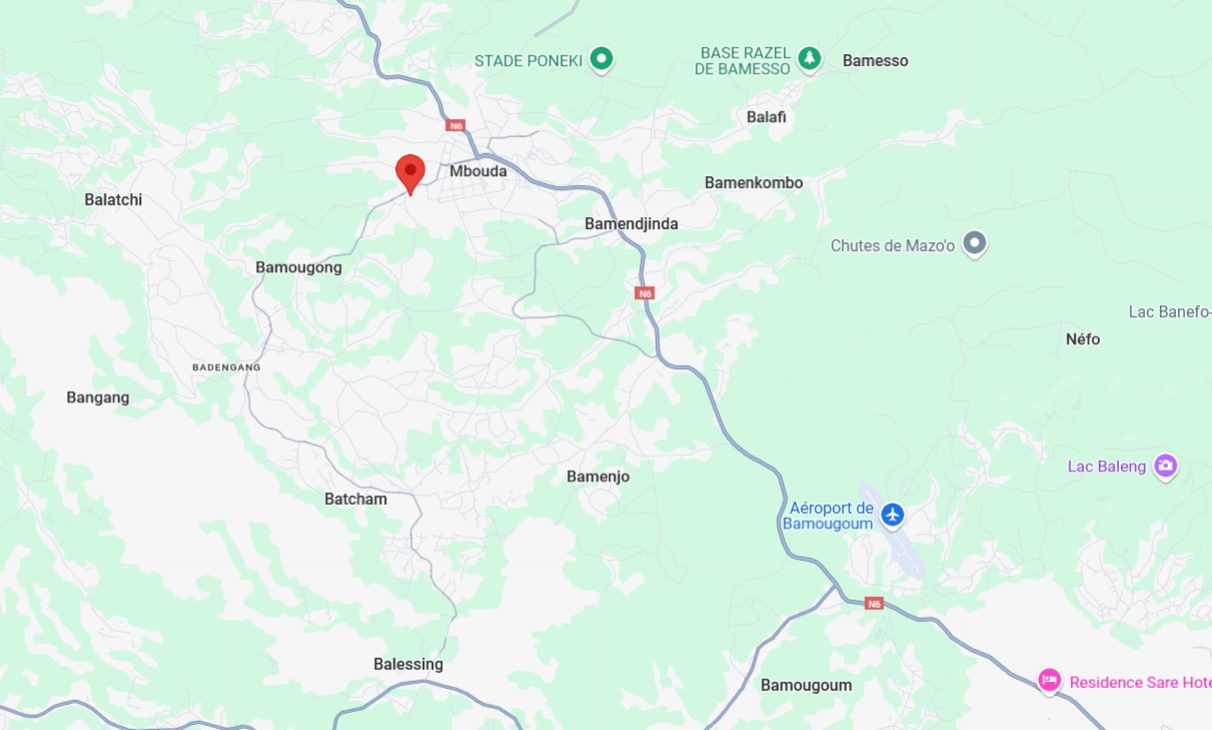 STADE PONEKI
BASE RAZEL
DE BAMESSO
Bamesso
Balafi
N6
Mbouda
Bamenkombo
Balatchi
Bamendjinda
Chutes de Mazo'o
Bamougong
N6
Lac Banefo-
Néfo
BADENGANG
Bangang
Lac Baleng
Bamenjo
Batcham
Aéroport de
Bamougoum
N6
Balessing
Bamougoum
Residence Sare Hote